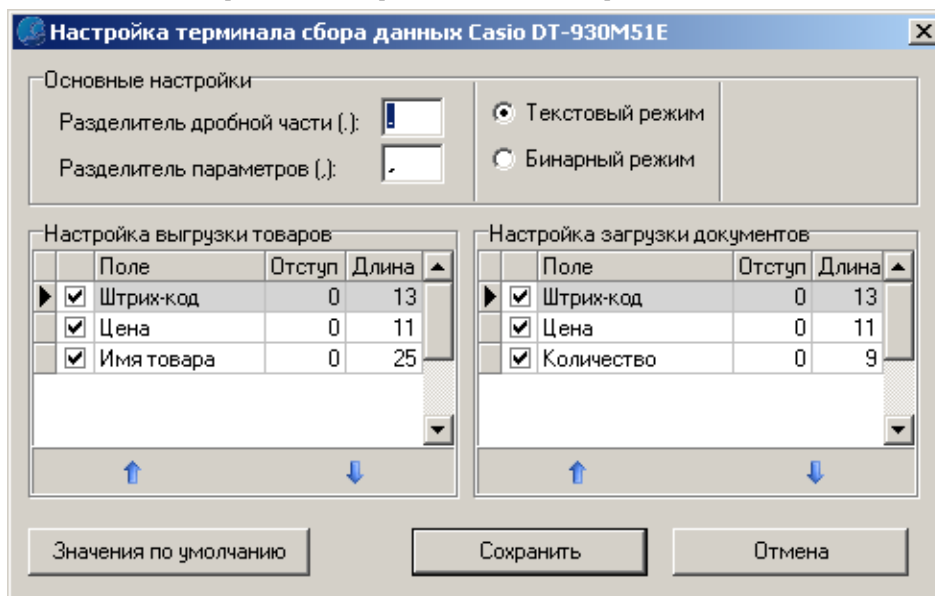 Настройка терминала сбора данных Casio DT-930M51E
Основные настройки
Разделитель дробной части (.): .
Разделитель параметров (,): ,
Текстовый режим
Бинарный режим
Настройка выгрузки товаров
Поле Отступ Длина
Штрих-код 0 13
Цена 0 11
Имя товара 0 25
Настройка загрузки документов
Поле Отступ Длина
Штрих-код 0 13
Цена 0 11
Количество 0 9
Значения по умолчанию Сохранить Отмена